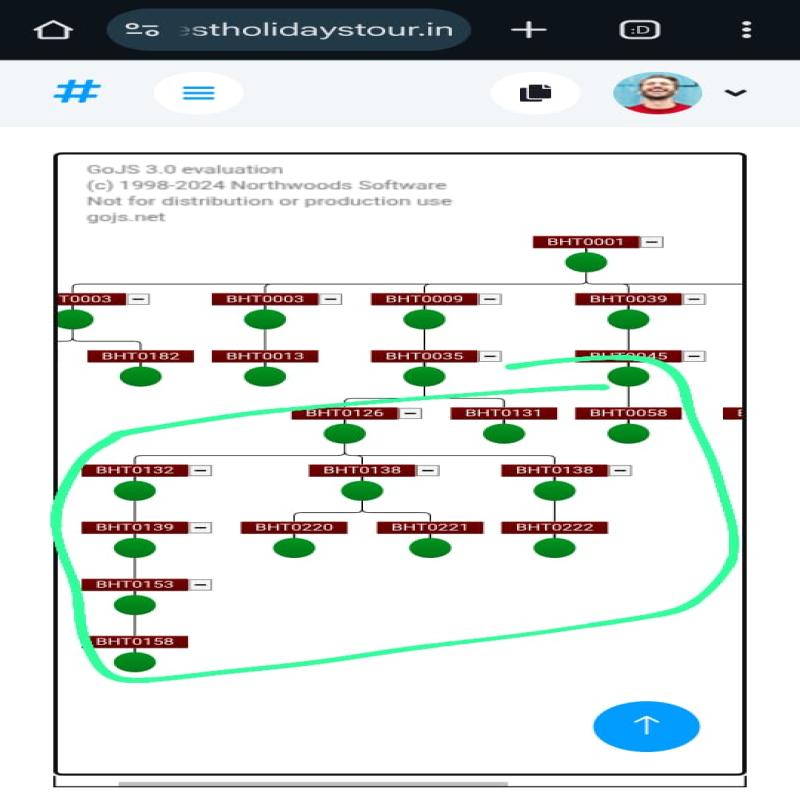 estholidaystour.in
:D
#
GoJS 3.0 evaluation
(c) 1998-2024 Northwoods Software
Not for distribution or production use
gojs.net
BHT0001
T0003 BHT0003 BHT0009 BHT0039
BHT0182 BHT0013 BHT0035 BHT0045
BHT0126 BHT0131 BHT0058
BHT0132 BHT0138 BHT0138
BHT0139 BHT0220 BHT0221 BHT0222
BHT0153
BHT0158